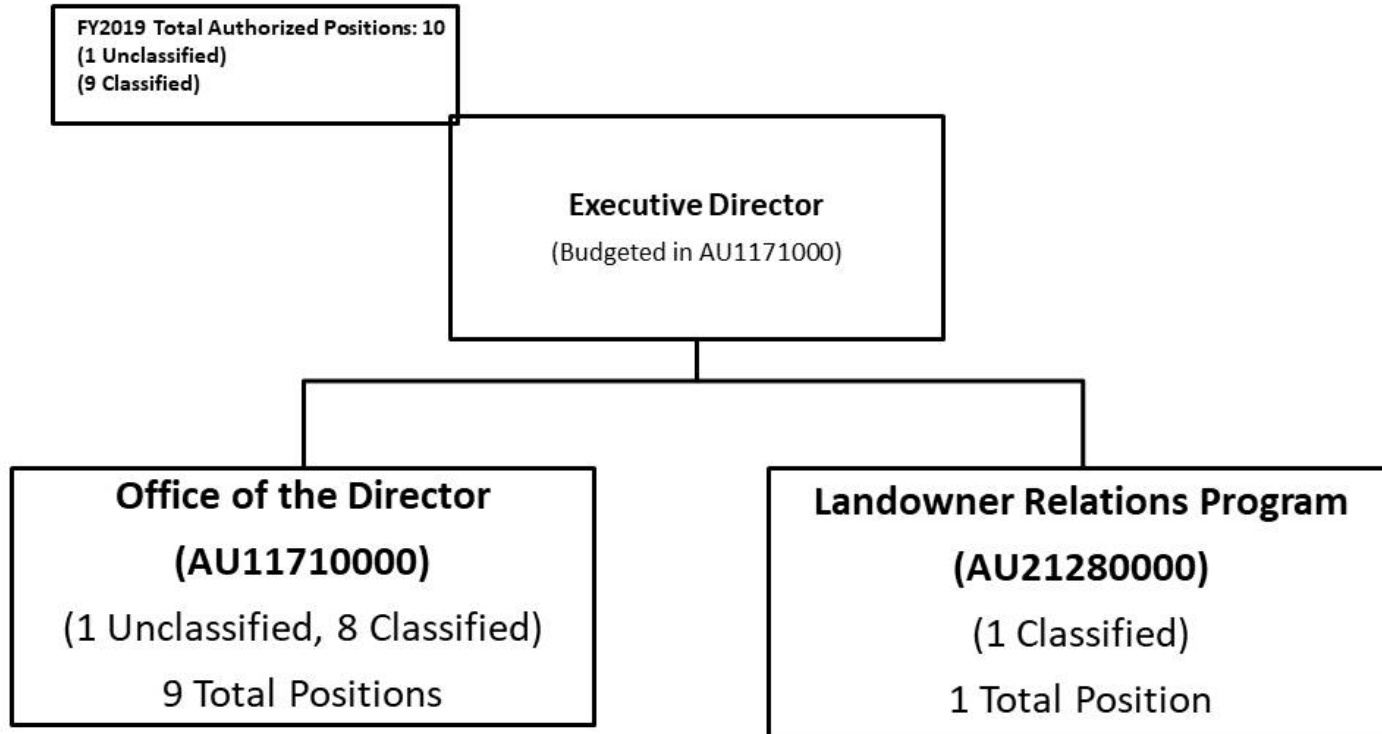 FY2019 Total Authorized Positions: 10
(1 Unclassified)
(9 Classified)
Executive Director
(Budgeted in AU1171000)
Office of the Director
(AU11710000)
(1 Unclassified, 8 Classified)
9 Total Positions
Landowner Relations Program
(AU21280000)
(1 Classified)
1 Total Position